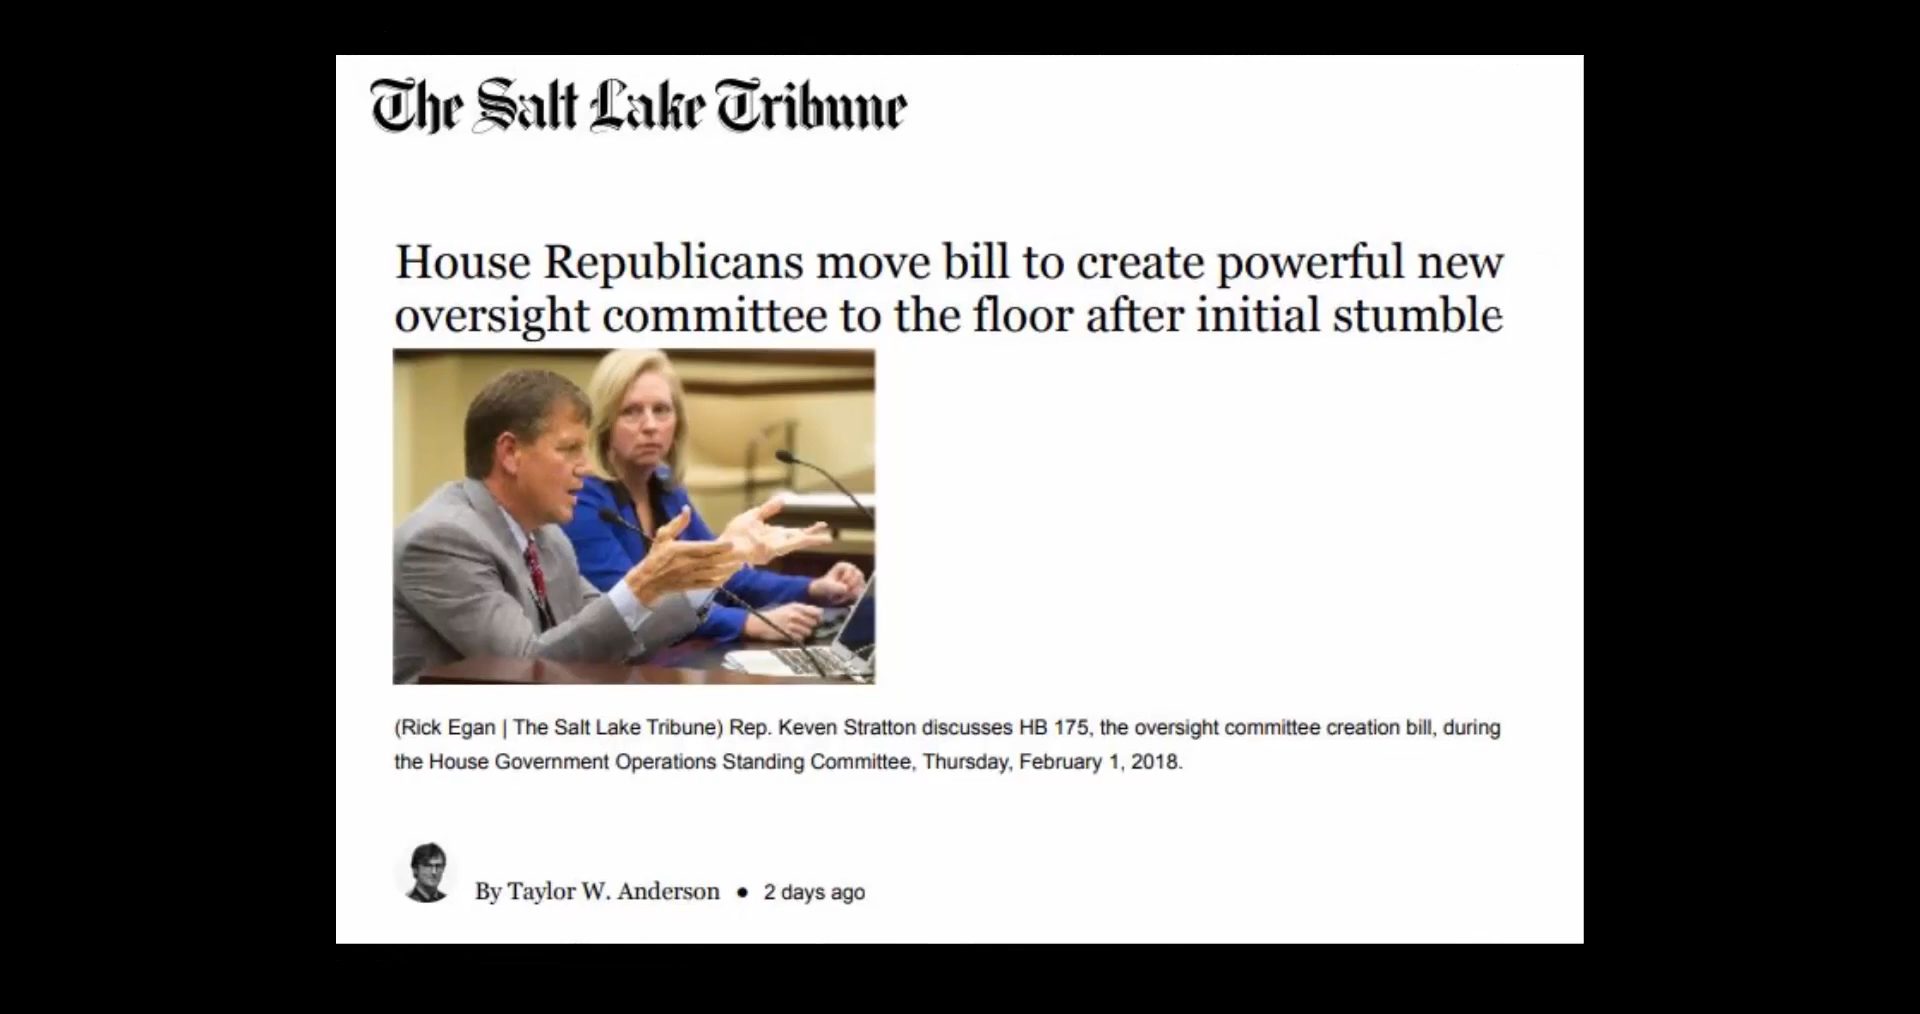 The Salt Lake Tribune
House Republicans move bill to create powerful new
oversight committee to the floor after initial stumble
(Rick Egan | The Salt Lake Tribune) Rep. Keven Stratton discusses HB 175, the oversight committee creation bill, during
the House Government Operations Standing Committee, Thursday, February 1, 2018.
By Taylor W. Anderson ● 2 days ago